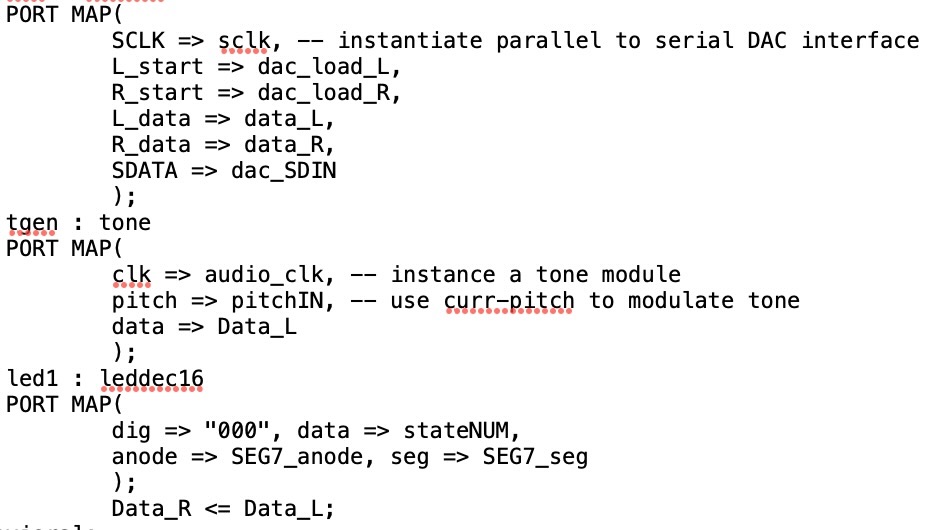 PORT MAP(
SCLK => sclk, -- instantiate parallel to serial DAC interface
L_start => dac_load_L,
R_start => dac_load_R,
L_data => data_L,
R_data => data_R,
SDATA => dac_SDIN
);
tgen : tone
PORT MAP(
clk => audio_clk, -- instance a tone module
pitch => pitchIN, -- use curr-pitch to modulate tone
data => Data_L
);
led1 : leddec16
PORT MAP(
dig => "000", data => stateNUM,
anode => SEG7_anode, seg => SEG7_seg
);
Data_R <= Data_L;